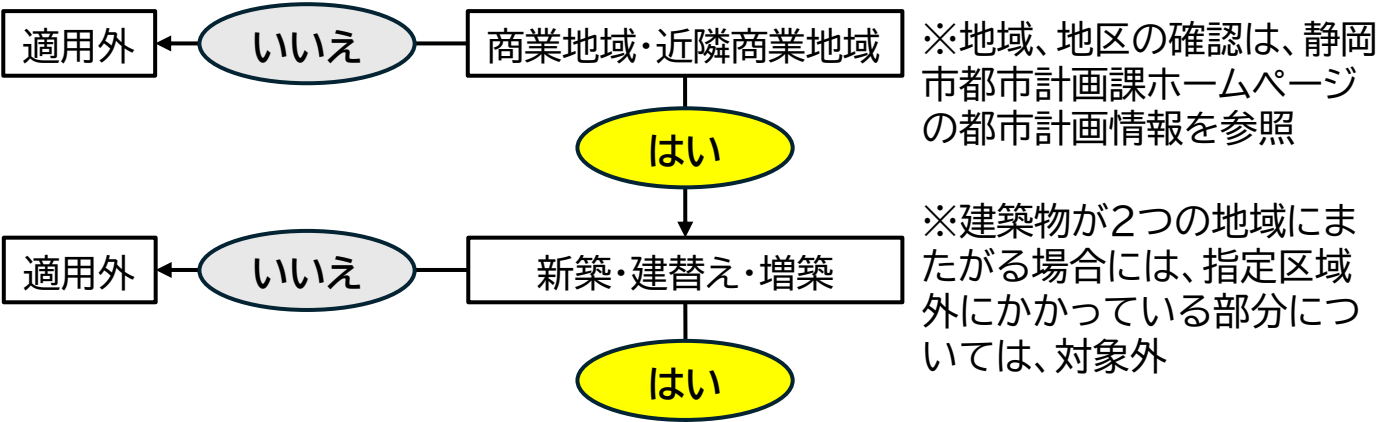 適用外
いいえ
商業地域・近隣商業地域
※地域、地区の確認は、静岡
市都市計画課ホームページ
の都市計画情報を参照
はい
※建築物が2つの地域にま
たがる場合には、指定区域
外にかかっている部分につ
いては、対象外
適用外
いいえ
新築・建替え・増築
はい